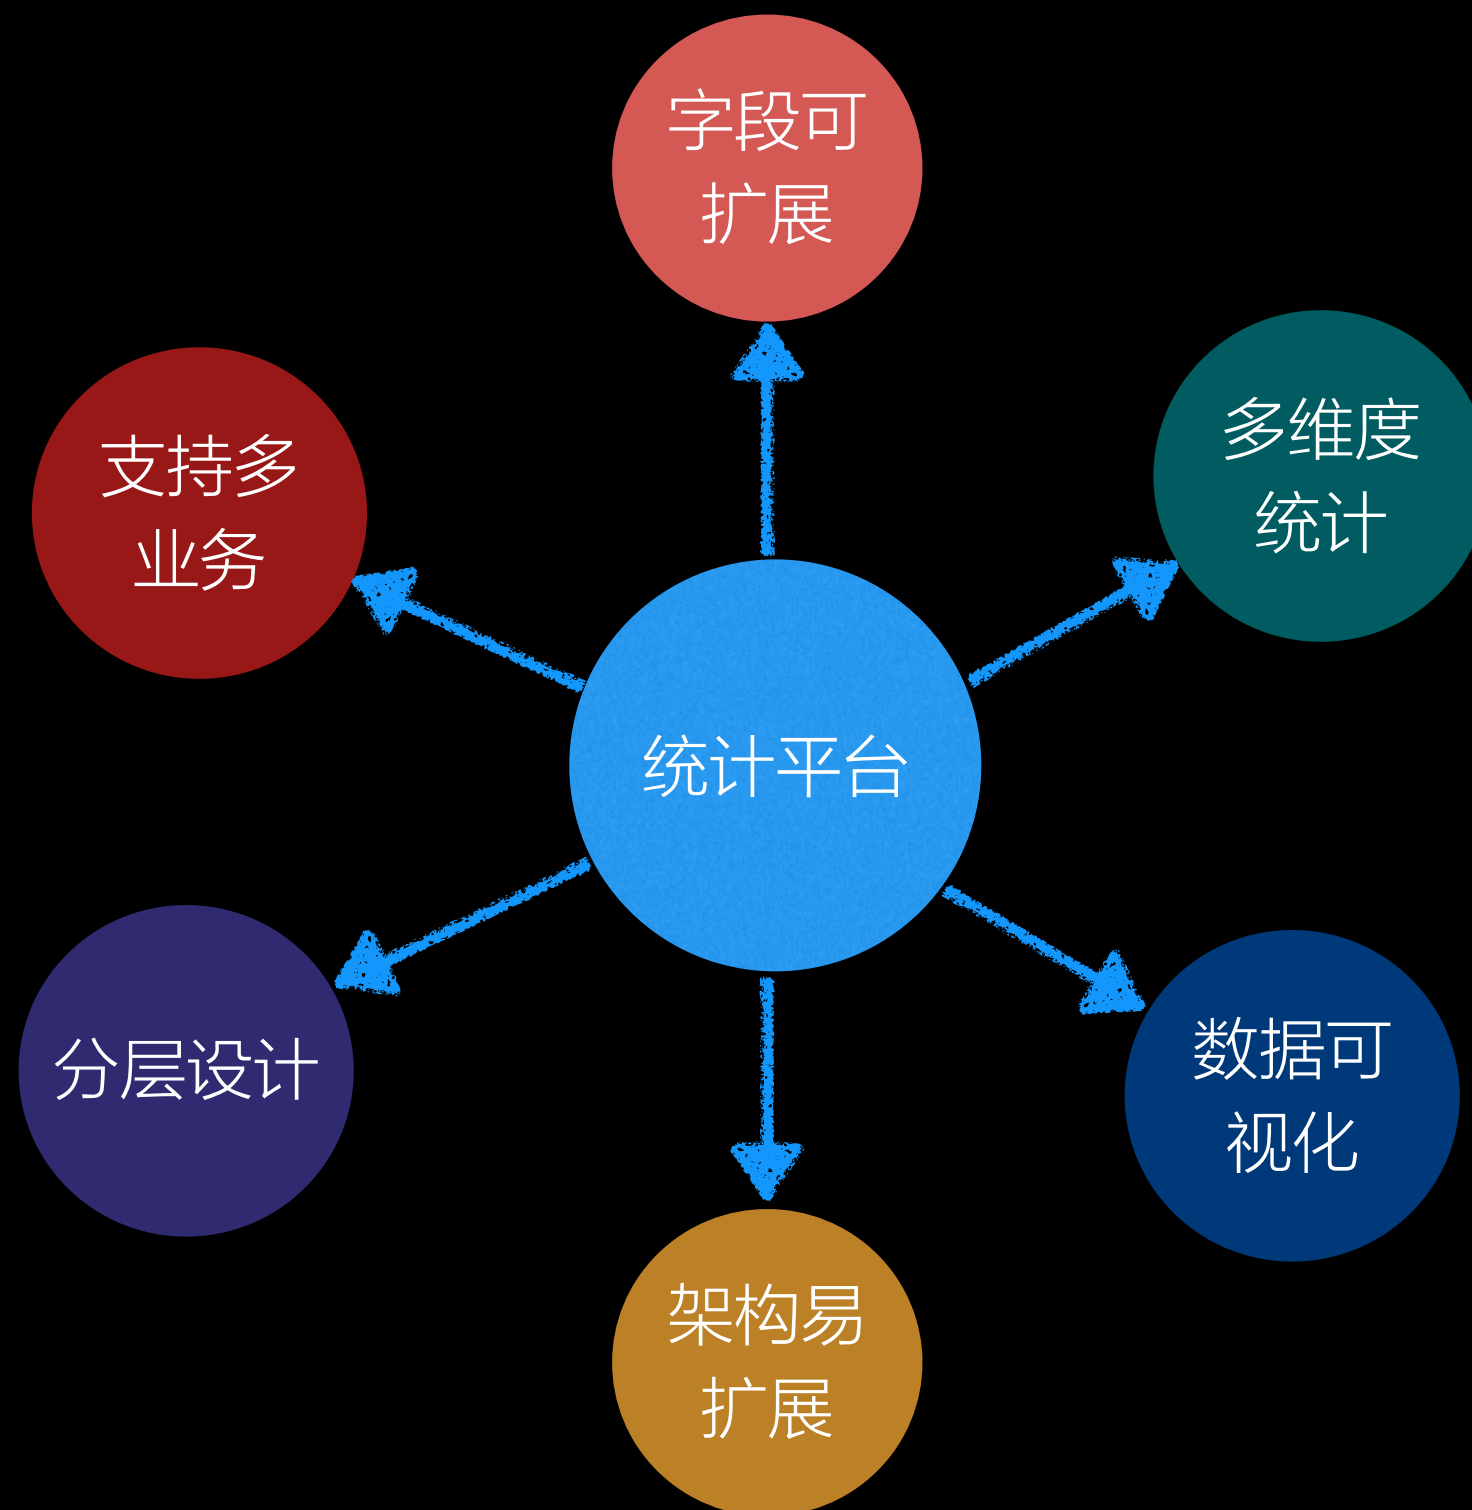 字段可
扩展
多维度
统计
支持多
业务
统计平台
分层设计
数据可
视化
架构易
扩展